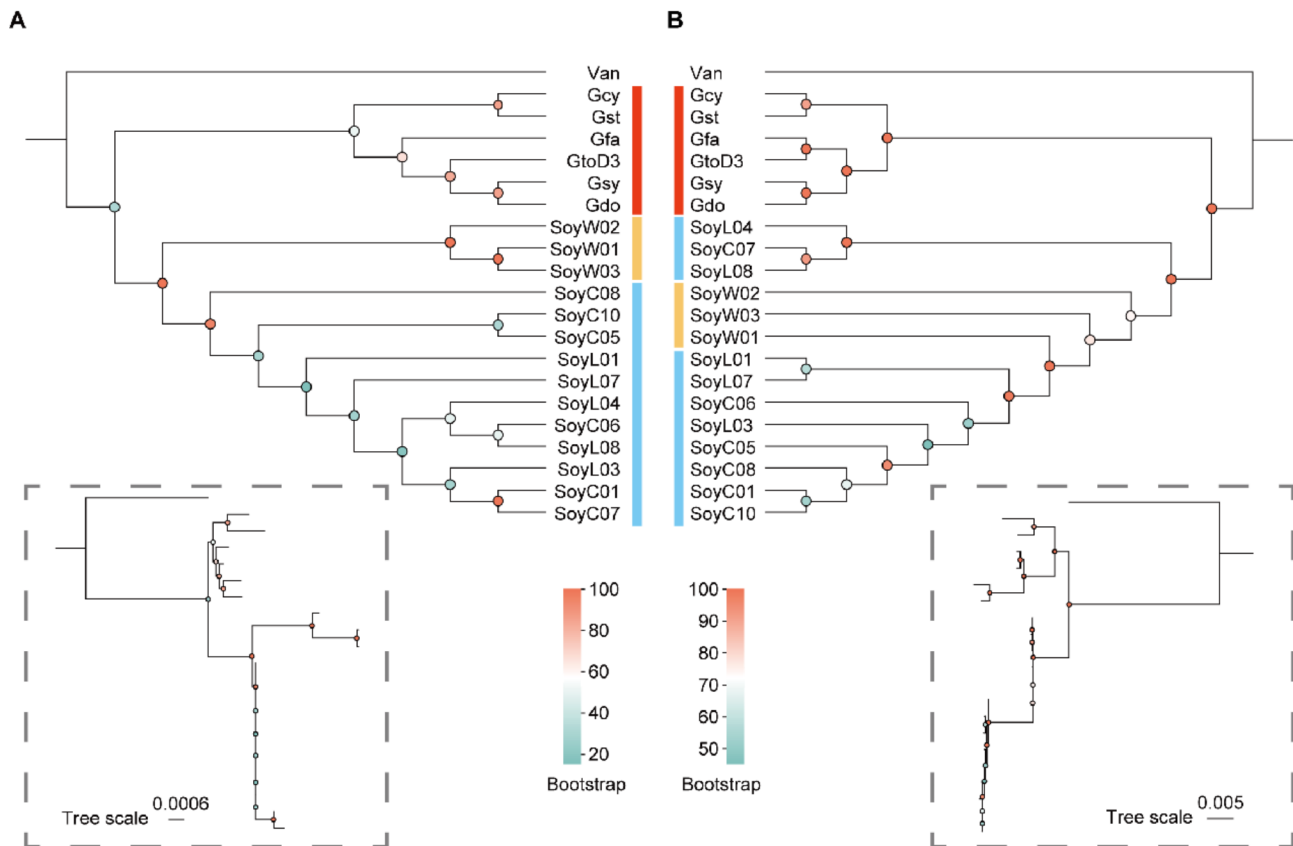 A B
Van Van
Gcy Gcy
Gst Gst
Gfa Gfa
GtoD3 GtoD3
Gsy Gsy
Gdo Gdo
SoyW02 SoyL04
SoyW01 SoyC07
SoyW03 SoyL08
SoyC08 SoyW02
SoyC10 SoyW03
SoyC05 SoyW01
SoyL01 SoyL01
SoyL07 SoyL07
SoyL04 SoyC06
SoyC06 SoyL03
SoyL08 SoyC05
SoyL03 SoyC08
SoyC01 SoyC01
SoyC07 SoyC10
100 100
80 90
60 80
40 70
20 60
50
Bootstrap Bootstrap
0.0006 0.005
Tree scale Tree scale